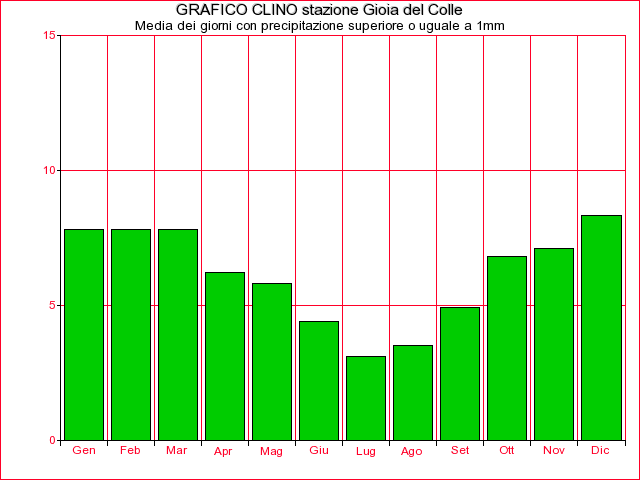 GRAFICO CLINO stazione Gioia del Colle
Media dei giorni con precipitazione superiore o uguale a 1mm
15
10
5
0
Gen Feb Mar Apr Mag Giu Lug Ago Set Ott Nov Dic